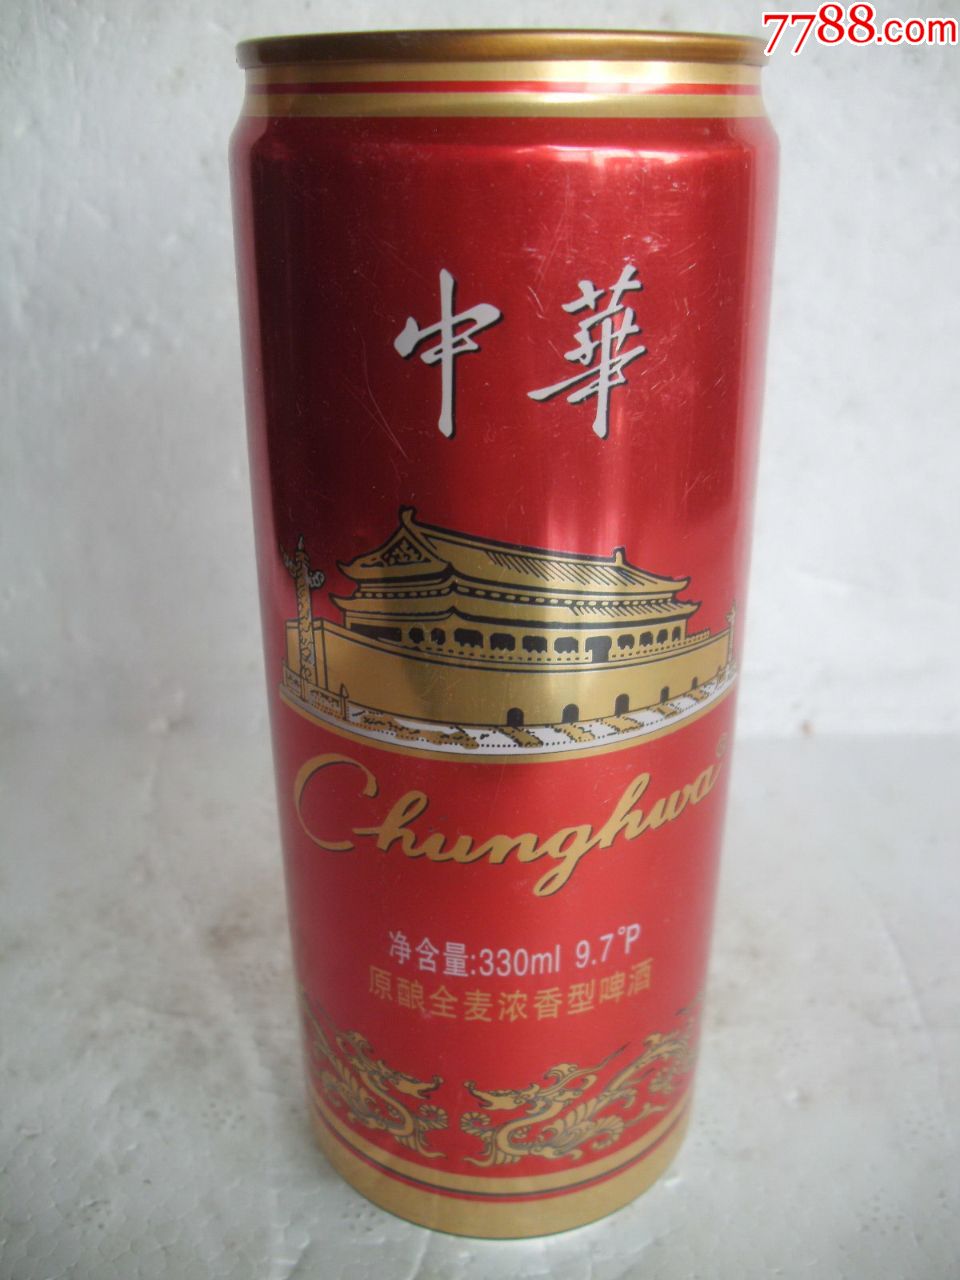 7788.com
中華
Chunghwa®
净含量:330ml 9.7°P
原酿全麦浓香型啤酒